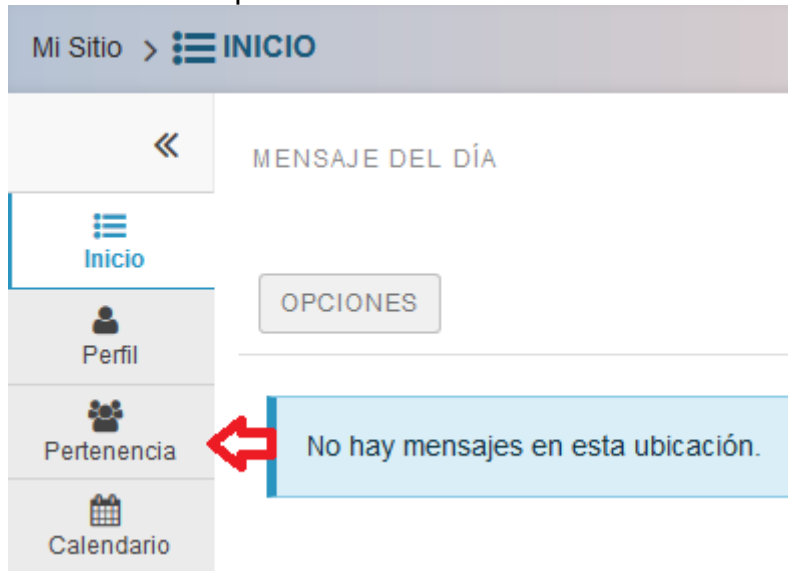 Mi Sitio > INICIO
«
MENSAJE DEL DÍA
Inicio
OPCIONES
Perfil
Pertenencia
No hay mensajes en esta ubicación.
Calendario